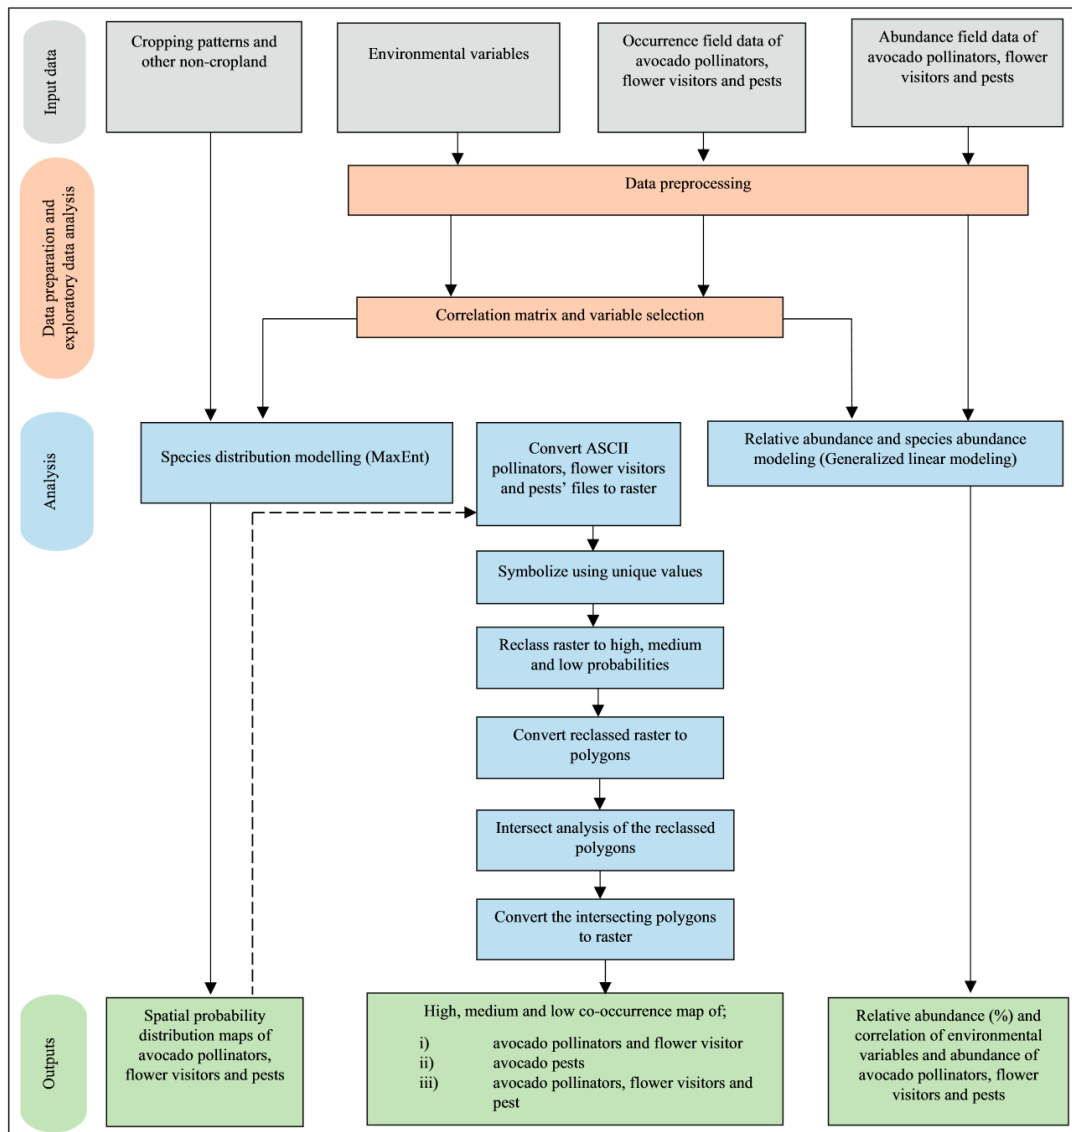 Input data
Cropping patterns and
other non-cropland
Environmental variables
Occurrence field data of
avocado pollinators,
flower visitors and pests
Abundance field data of
avocado pollinators, flower
visitors and pests
Data preparation and
exploratory data analysis
Data preprocessing
Correlation matrix and variable selection
Analysis
Species distribution modelling (MaxEnt)
Convert ASCII
pollinators, flower visitors
and pests’ files to raster
Relative abundance and species abundance
modeling (Generalized linear modeling)
Symbolize using unique values
Reclass raster to high, medium
and low probabilities
Convert reclassed raster to
polygons
Intersect analysis of the reclassed
polygons
Convert the intersecting polygons
to raster
Outputs
Spatial probability
distribution maps of
avocado pollinators,
flower visitors and pests
High, medium and low co-occurrence map of;
i) avocado pollinators and flower visitor
ii) avocado pests
iii) avocado pollinators, flower visitors and
pest
Relative abundance (%) and
correlation of environmental
variables and abundance of
avocado pollinators, flower
visitors and pests